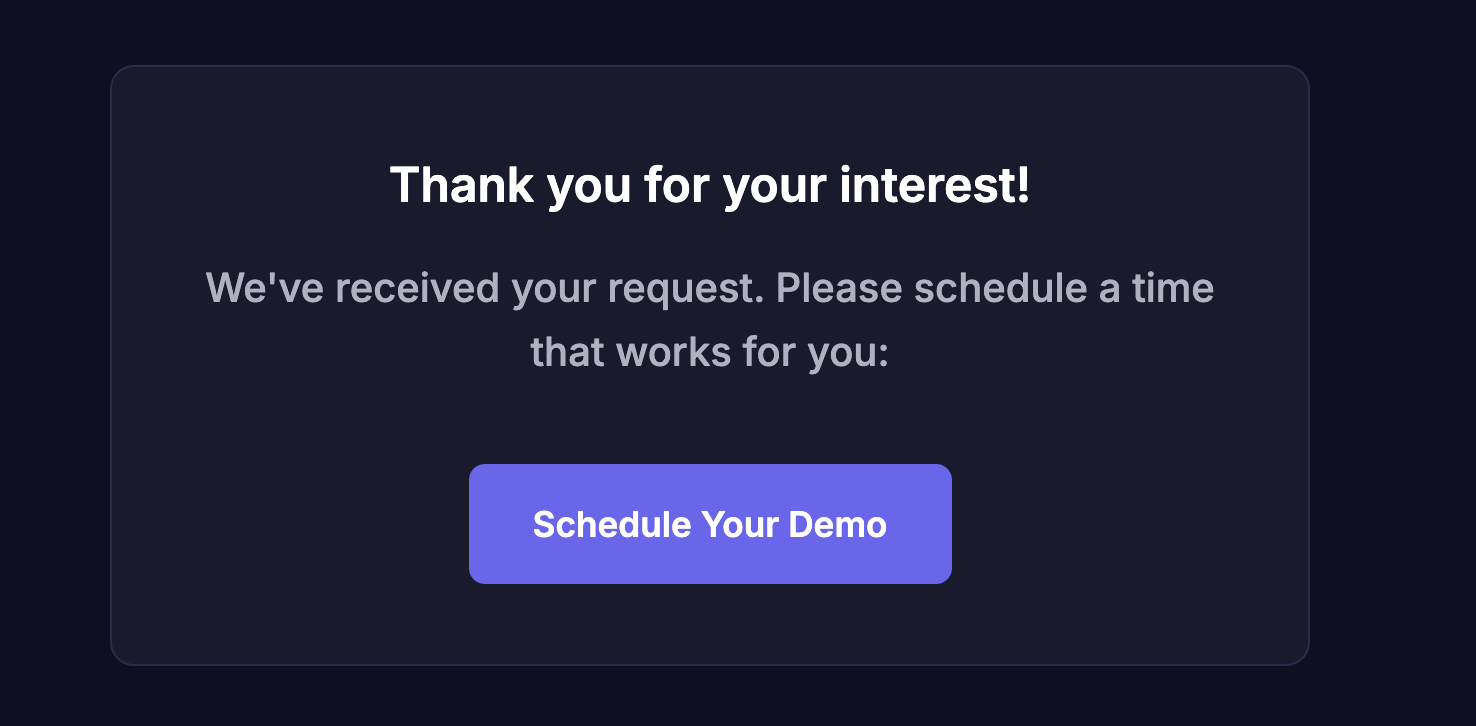 Thank you for your interest!
We've received your request. Please schedule a time
that works for you:
Schedule Your Demo